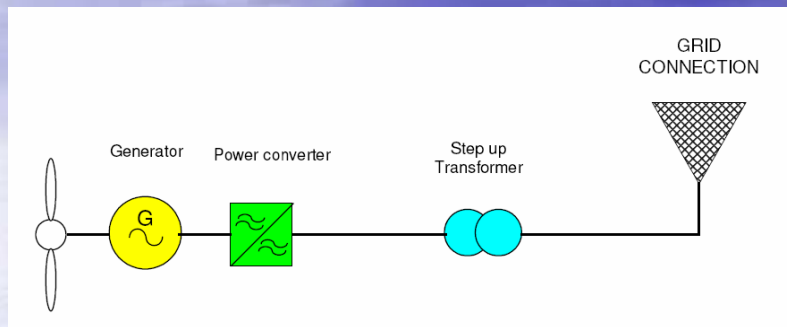 GRID
CONNECTION
Generator
Power converter
Step up
Transformer
G